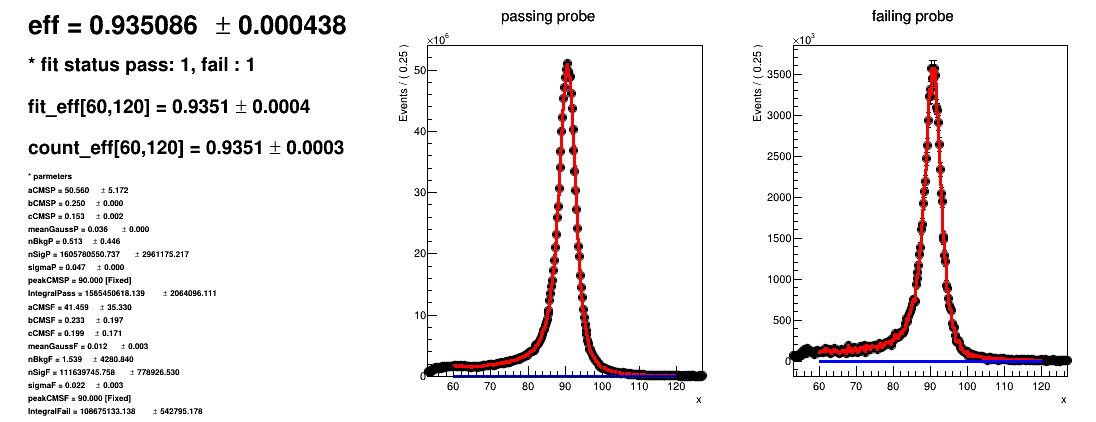 eff = 0.935086 ± 0.000438
* fit status pass: 1, fail : 1
fit_eff[60,120] = 0.9351 ± 0.0004
count_eff[60,120] = 0.9351 ± 0.0003
* parmeters
aCMSP = 50.560 ± 5.172
bCMSP = 0.250 ± 0.000
cCMSP = 0.153 ± 0.002
meanGaussP = 0.036 ± 0.000
nBkgP = 0.513 ± 0.446
nSigP = 1605780550.737 ± 2961175.217
sigmaP = 0.047 ± 0.000
peakCMSP = 90.000 [Fixed]
IntegralPass = 1565450618.139 ± 2064096.111
aCMSF = 41.459 ± 35.330
bCMSF = 0.233 ± 0.197
cCMSF = 0.199 ± 0.171
meanGaussF = 0.012 ± 0.003
nBkgF = 1.539 ± 4280.840
nSigF = 111639745.758 ± 778926.530
sigmaF = 0.022 ± 0.003
peakCMSF = 90.000 [Fixed]
IntegralFail = 108675133.138 ± 542795.178
passing probe
×10⁶
Events / ( 0.25 )
50
40
30
20
10
0
60 70 80 90 100 110 120
x
failing probe
×10³
Events / ( 0.25 )
3500
3000
2500
2000
1500
1000
500
0
60 70 80 90 100 110 120
x